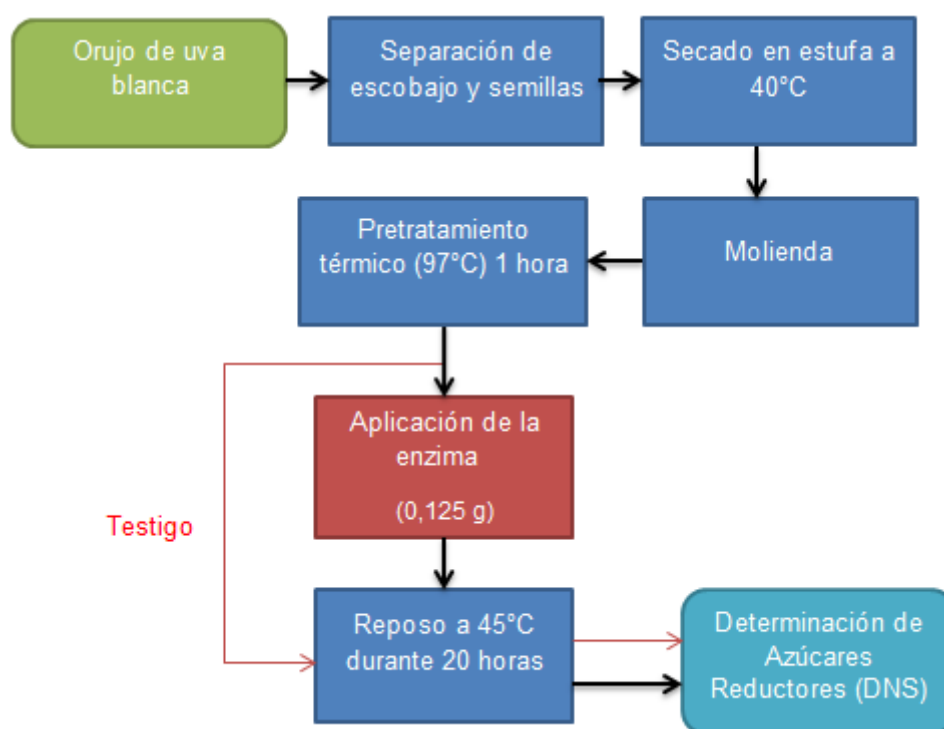 Orujo de uva
blanca
Separación de
escobajo y semillas
Secado en estufa a
40°C
Molienda
Pretratamiento
térmico (97°C) 1 hora
Aplicación de la
enzima
(0,125 g)
Testigo
Reposo a 45°C
durante 20 horas
Determinación de
Azúcares
Reductores (DNS)